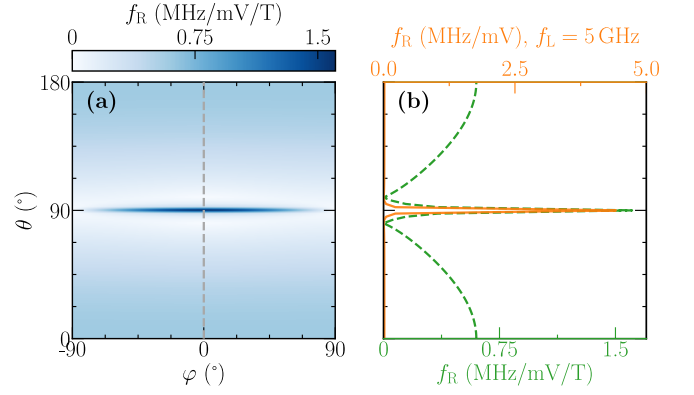 f_R (MHz/mV/T)
0 0.75 1.5
(a)
180
90
0
θ (°)
-90 0 90
φ (°)
f_R (MHz/mV), f_L = 5 GHz
0.0 2.5 5.0
(b)
0 0.75 1.5
f_R (MHz/mV/T)